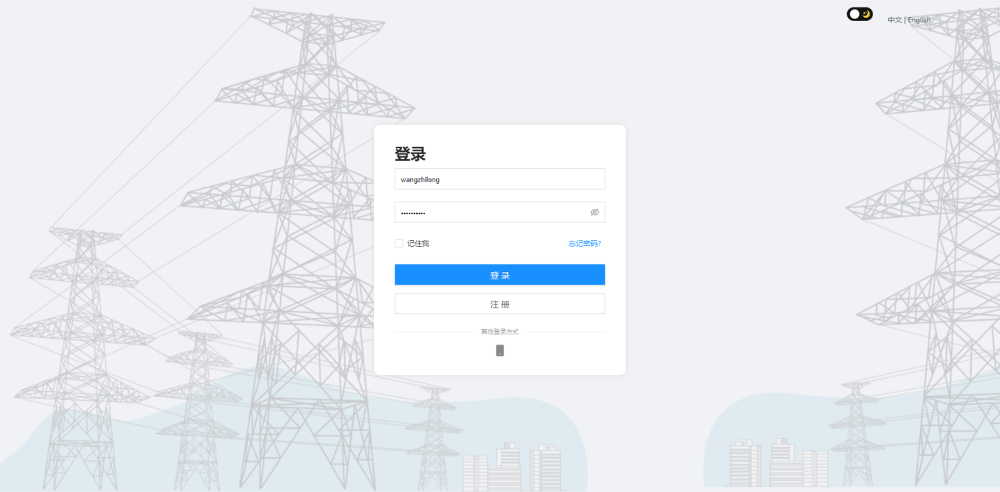 中文 | English
登录
wangzhilong
••••••••••
记住我
忘记密码?
登 录
注 册
其他登录方式